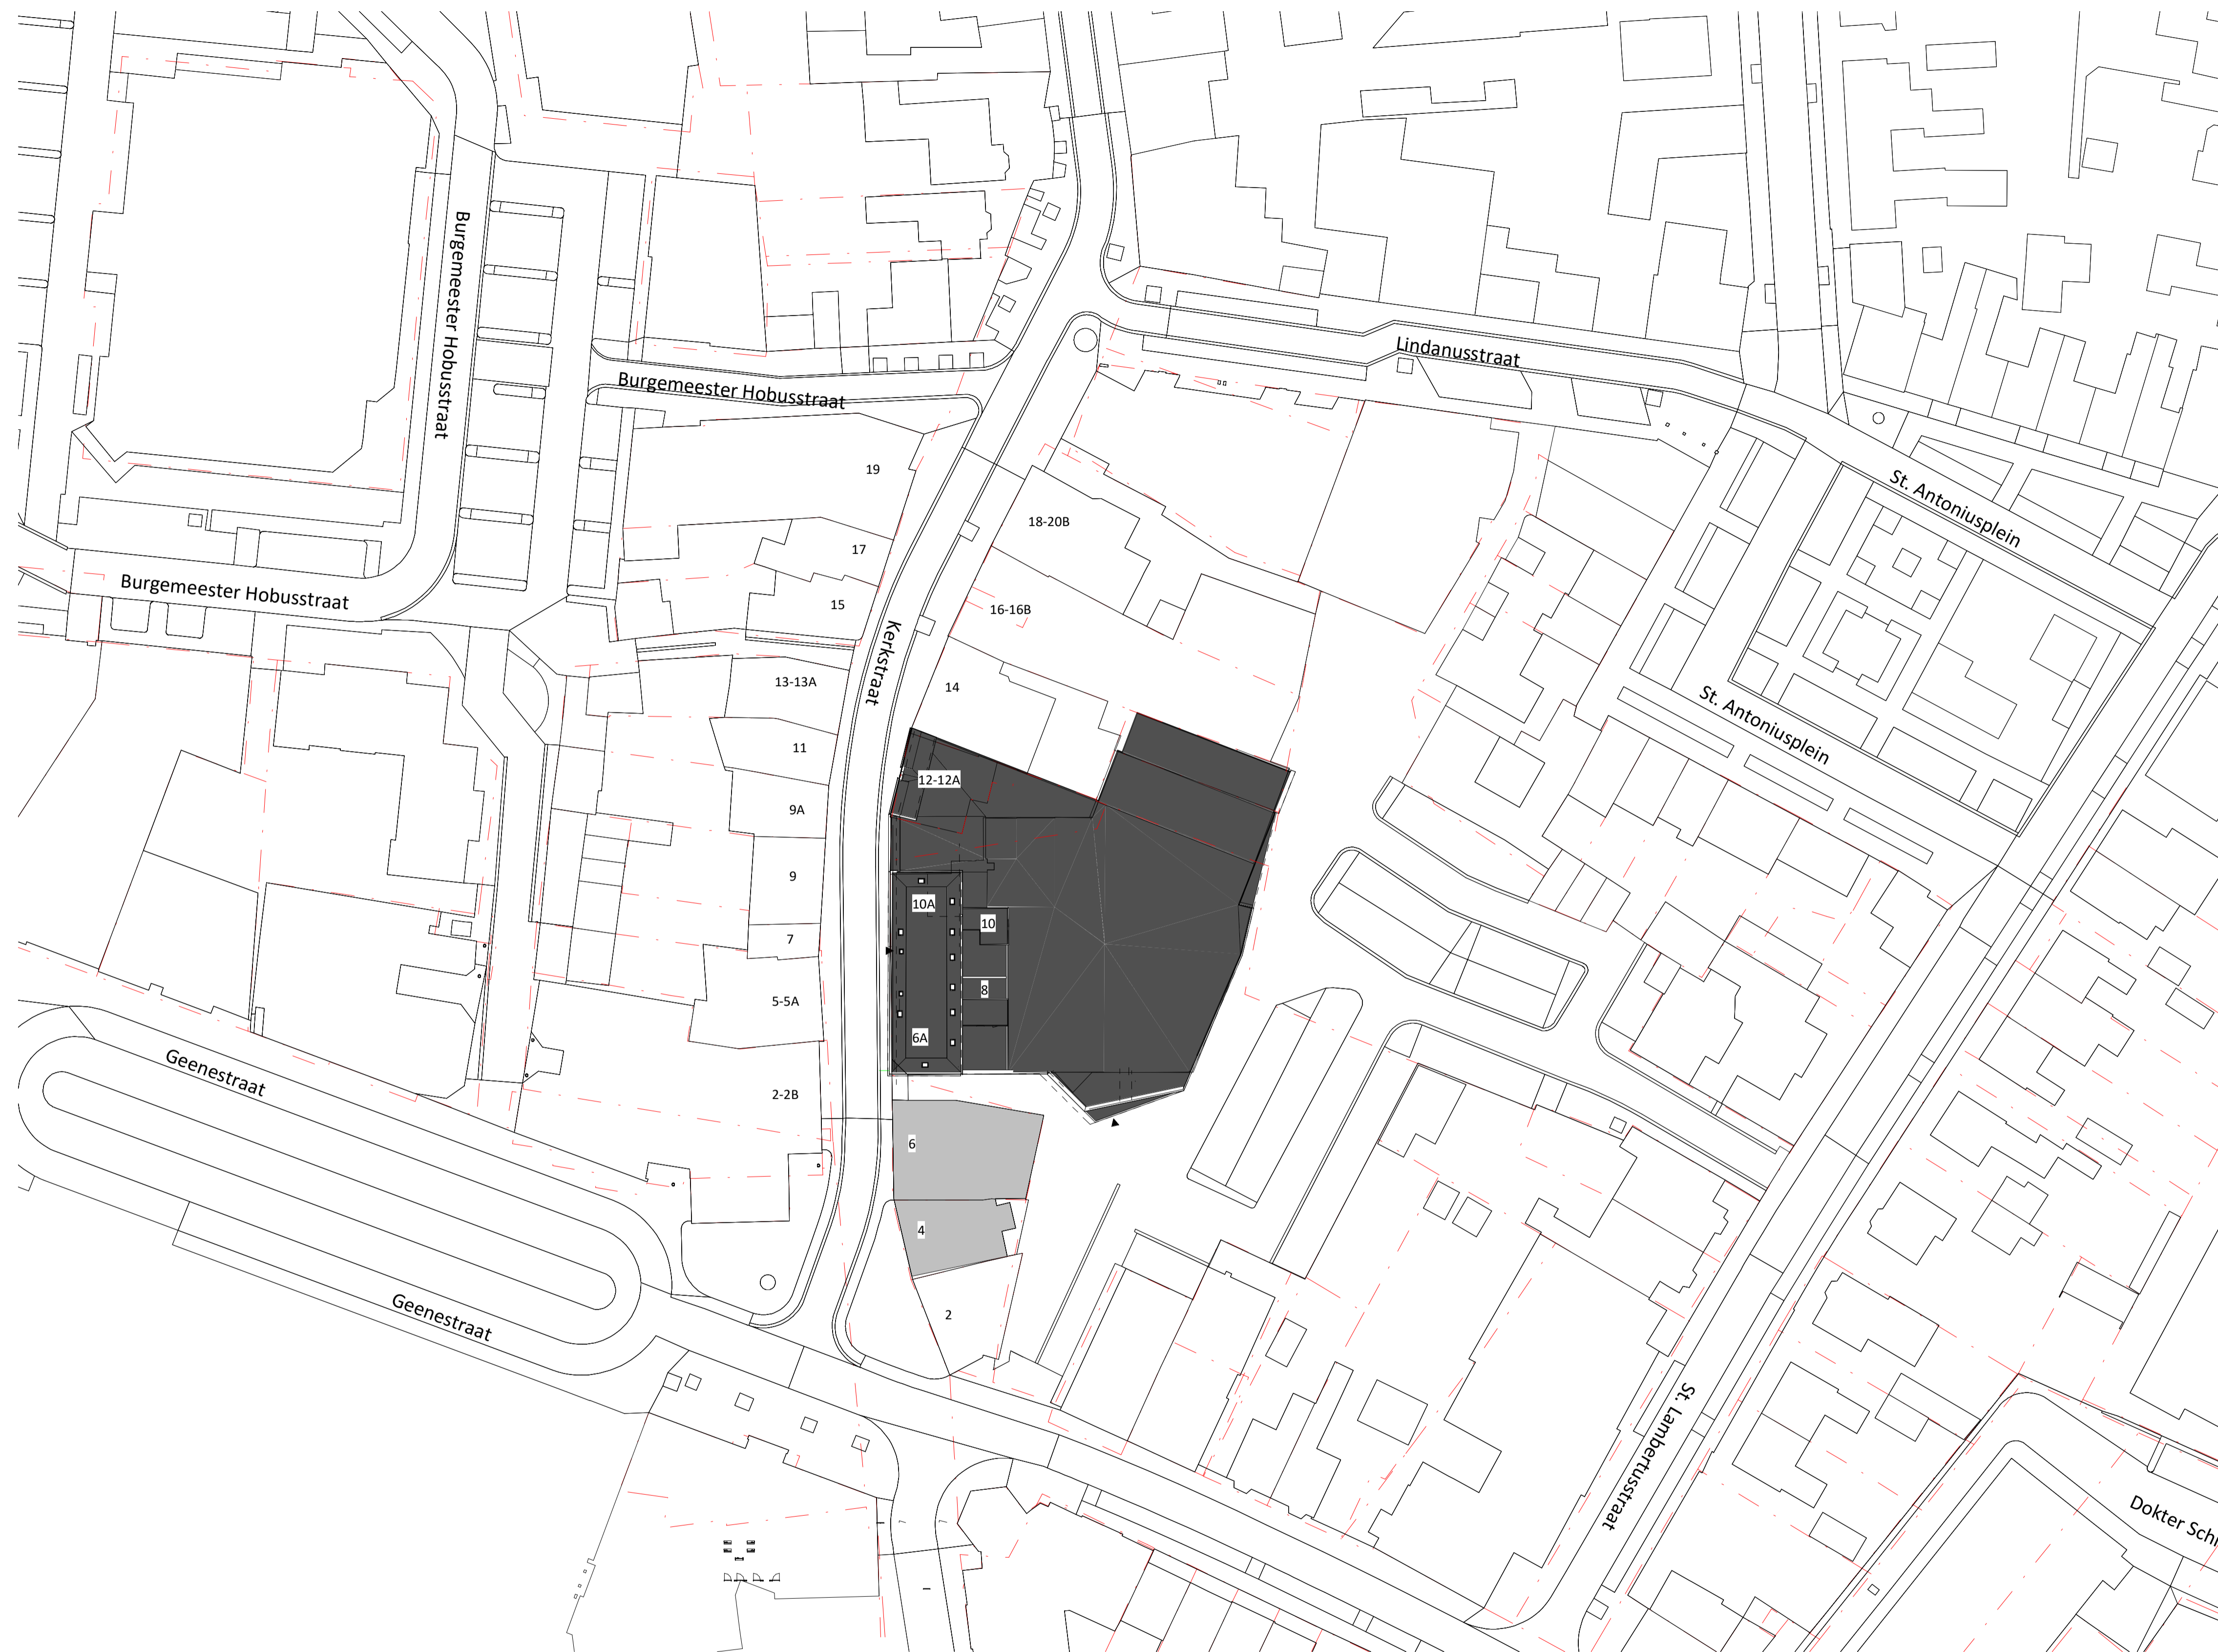 Burgemeester Hobusstraat
Burgemeester Hobusstraat
Lindanusstraat
19
18-20B
St. Antoniusplein
17
Burgemeester Hobusstraat
15
16-16B
Kerkstraat
13-13A
14
St. Antoniusplein
11
12-12A
9A
9
10A
10
7
8
5-5A
6A
Geenestraat
2-2B
6
4
Geenestraat
2
St. Lambertusstraat